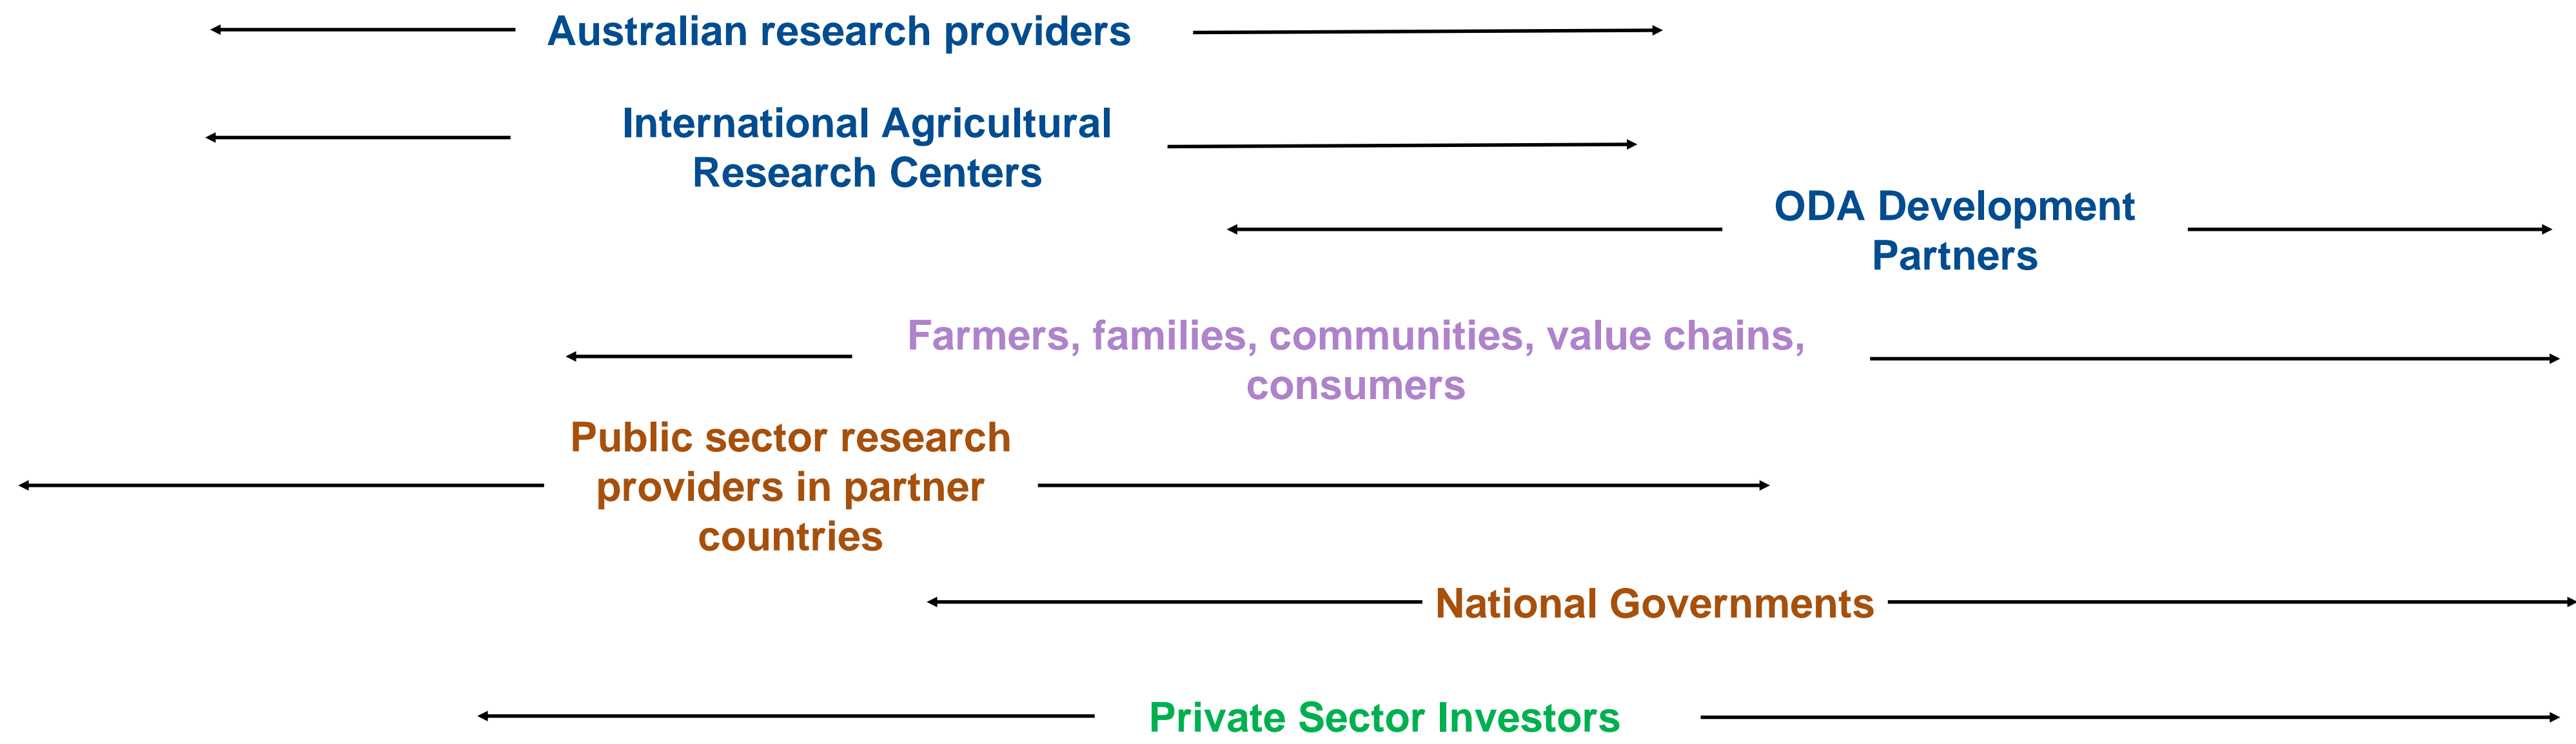 Australian research providers
International Agricultural
Research Centers
ODA Development
Partners
Farmers, families, communities, value chains,
consumers
Public sector research
providers in partner
countries
National Governments
Private Sector Investors